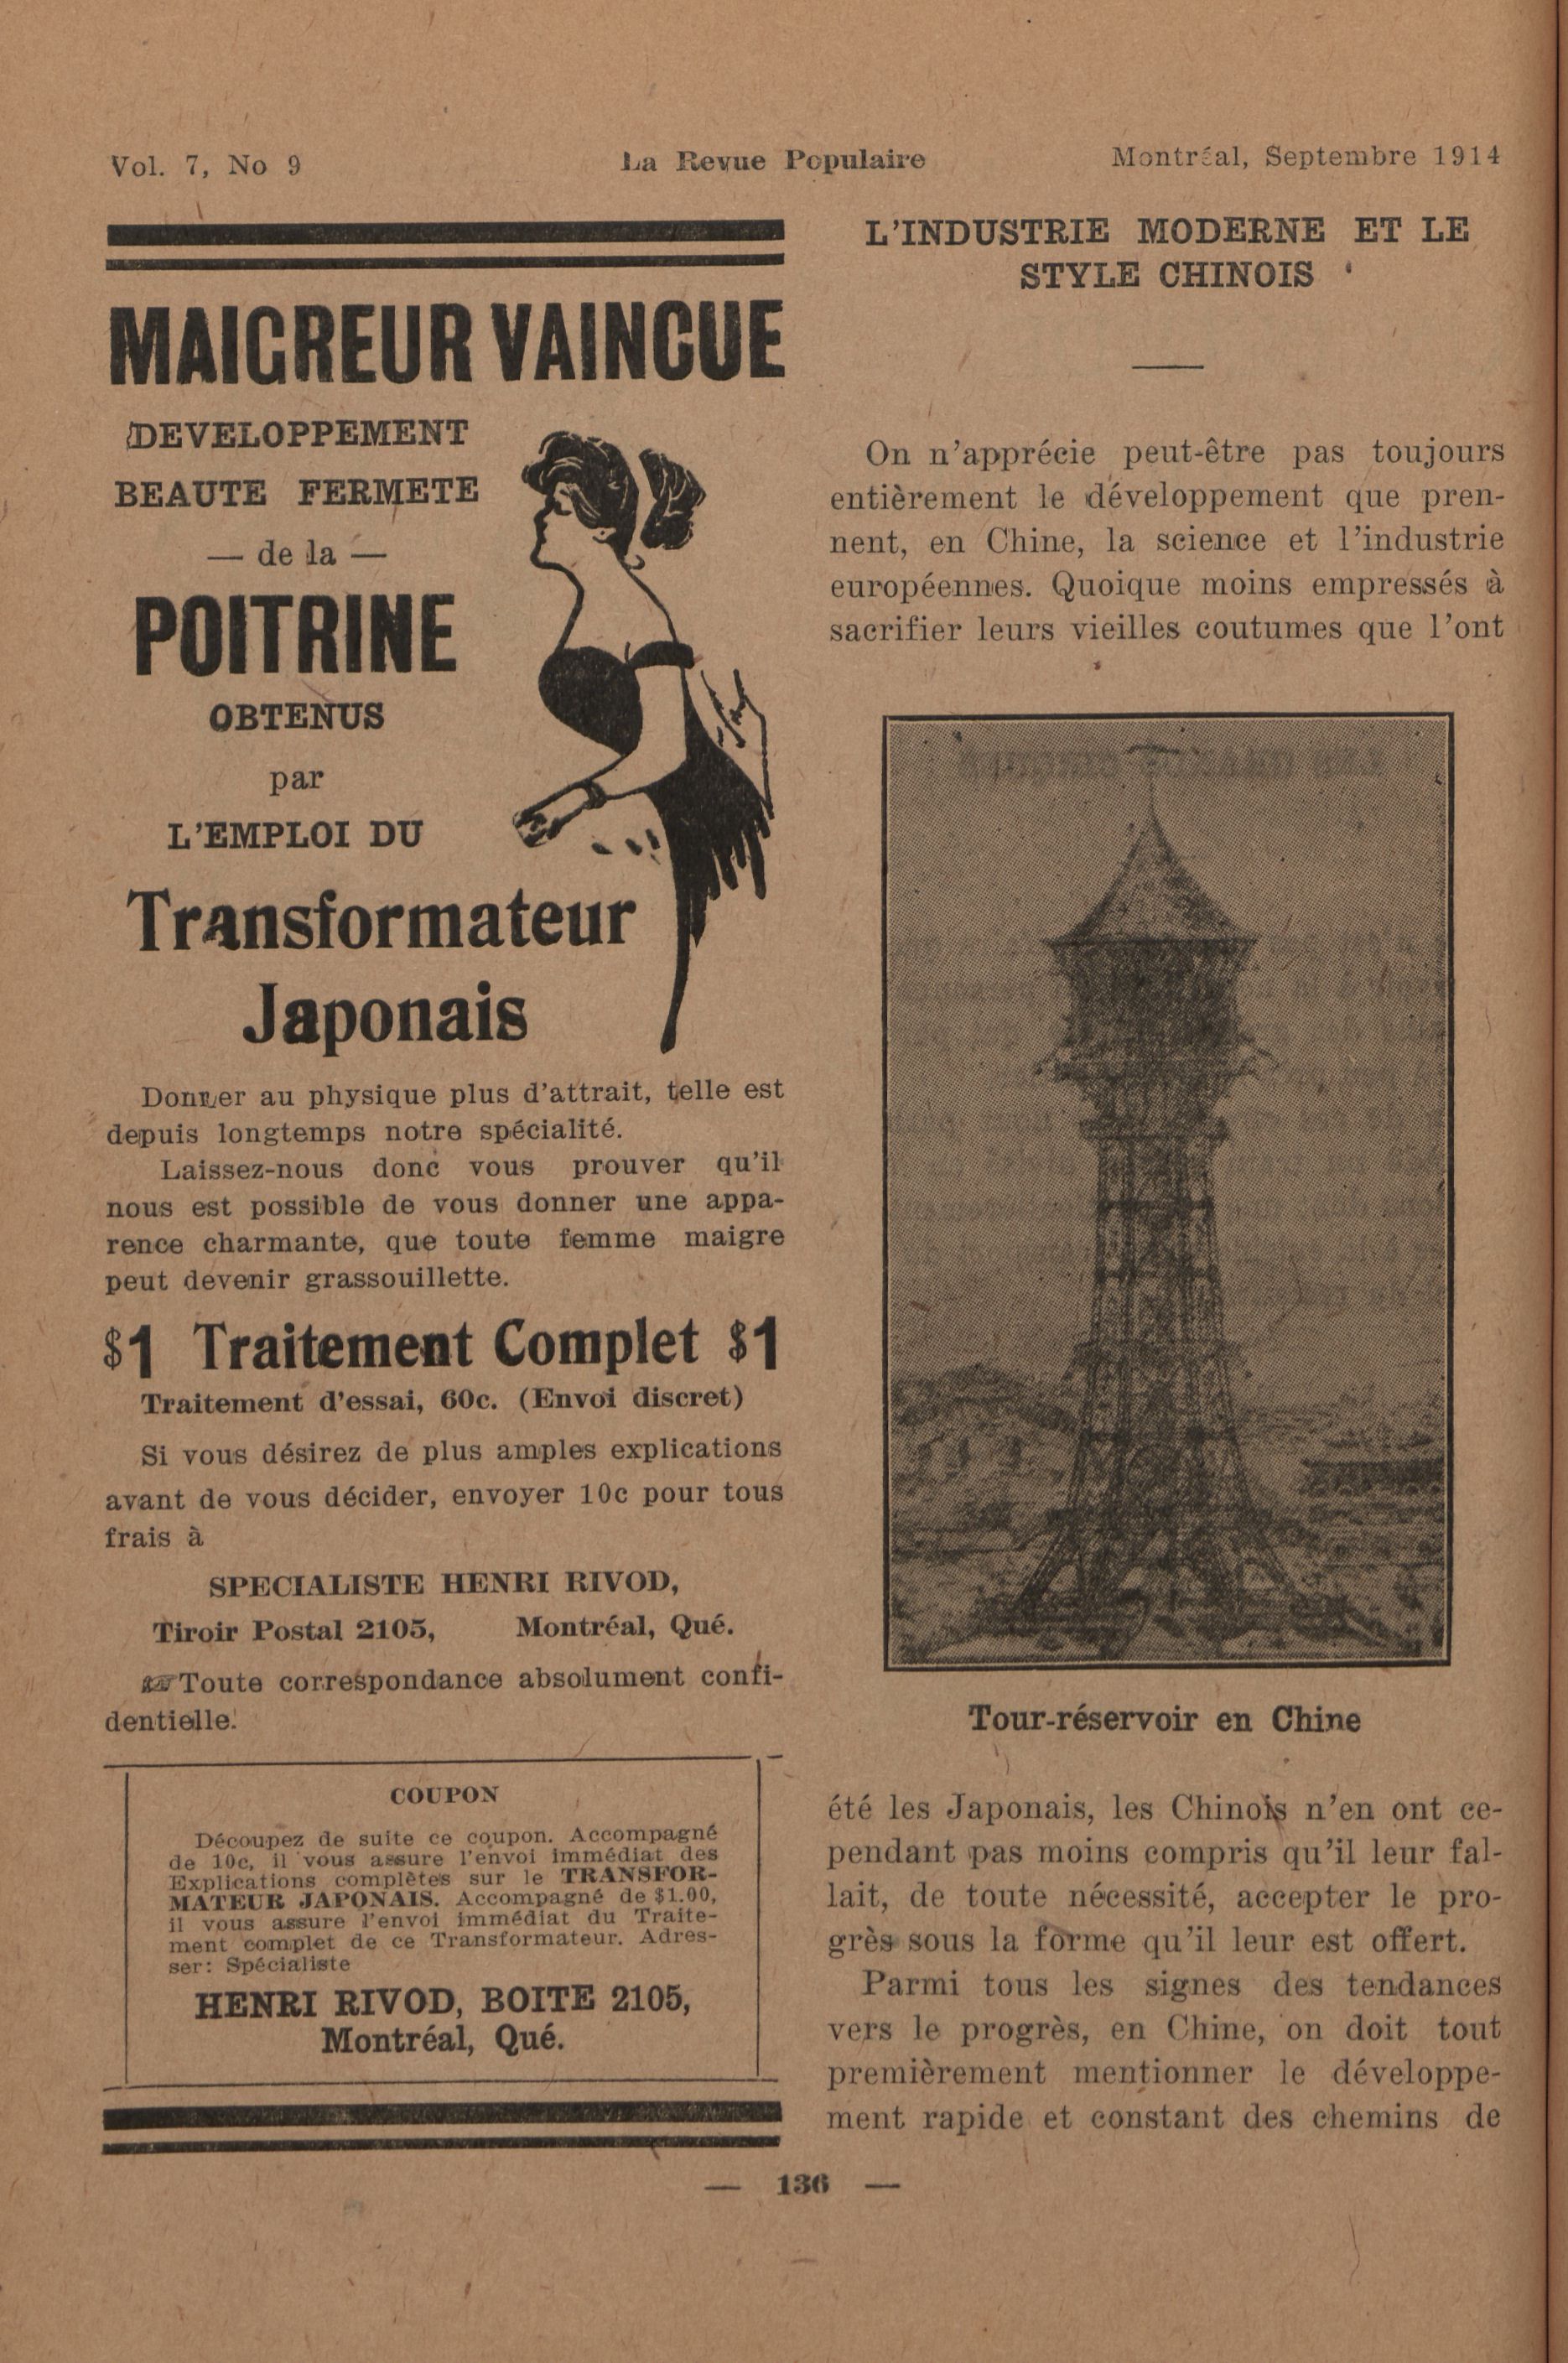 Vol. 7, No 9
La Revue Populaire
Montréal, Septembre 1914
MAIGREUR VAINCUE
DEVELOPPEMENT
BEAUTE FERMETE
— de la —
POITRINE
OBTENUS
par
L'EMPLOI DU
Transformateur
Japonais
Donner au physique plus d'attrait, telle est
depuis longtemps notre spécialité.
Laissez-nous donc vous prouver qu'il
nous est possible de vous donner une appa-
rence charmante, que toute femme maigre
peut devenir grassouillette.
$1 Traitement Complet $1
Traitement d'essai, 60c. (Envoi discret)
Si vous désirez de plus amples explications
avant de vous décider, envoyer 10c pour tous
frais à
SPECIALISTE HENRI RIVOD,
Tiroir Postal 2105, Montréal, Qué.
☞Toute correspondance absolument confi-
dentielle.
COUPON
Découpez de suite ce coupon. Accompagné
de 10c, il vous assure l'envoi immédiat des
Explications complètes sur le TRANSFOR-
MATEUR JAPONAIS. Accompagné de $1.00,
il vous assure l'envoi immédiat du Traite-
ment complet de ce Transformateur. Adres-
ser: Spécialiste
HENRI RIVOD, BOITE 2105,
Montréal, Qué.
L'INDUSTRIE MODERNE ET LE
STYLE CHINOIS
On n'apprécie peut-être pas toujours
entièrement le développement que pren-
nent, en Chine, la science et l'industrie
européennes. Quoique moins empressés à
sacrifier leurs vieilles coutumes que l'ont
Tour-réservoir en Chine
été les Japonais, les Chinois n'en ont ce-
pendant pas moins compris qu'il leur fal-
lait, de toute nécessité, accepter le pro-
grès sous la forme qu'il leur est offert.
Parmi tous les signes des tendances
vers le progrès, en Chine, on doit tout
premièrement mentionner le développe-
ment rapide et constant des chemins de
— 136 —